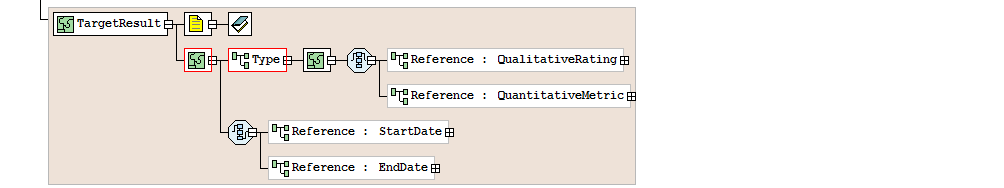 TargetResult
Type
Reference : QualitativeRating
Reference : QuantitativeMetric
Reference : StartDate
Reference : EndDate